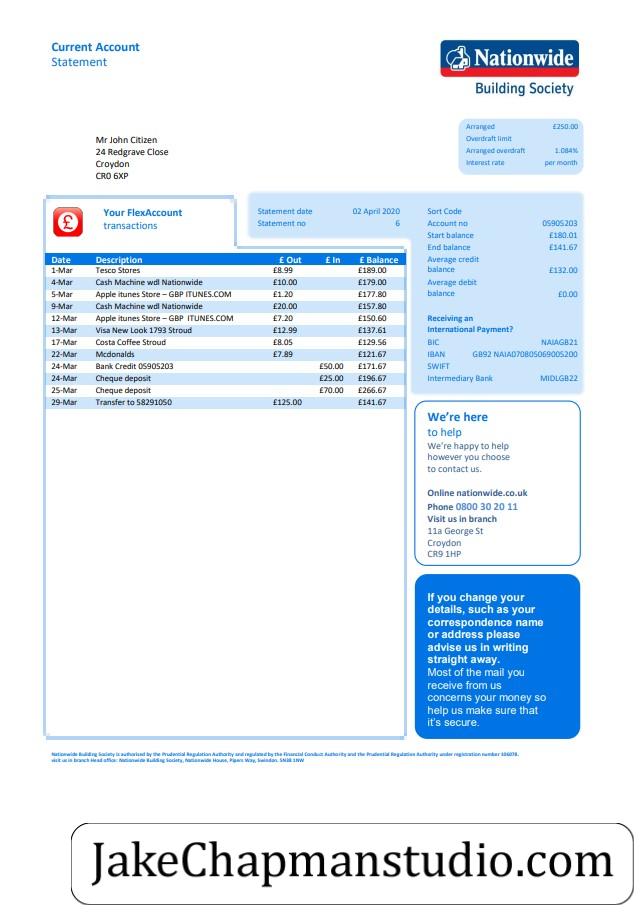 Current Account
Statement
Nationwide
Building Society
Arranged £250.00
Overdraft limit
Arranged overdraft 1.084%
Interest rate per month
Mr John Citizen
24 Redgrave Close
Croydon
CR0 6XP
£
Your FlexAccount
transactions
Statement date 02 April 2020
Statement no 6
Sort Code
Account no 05905203
Start balance £180.01
End balance £141.67
Average credit
balance £132.00
Average debit
balance £0.00
Receiving an
International Payment?
BIC NAIAGB21
IBAN GB92 NAIA070805069005200
SWIFT
Intermediary Bank MIDLGB22
Date Description £ Out £ In £ Balance
1-Mar Tesco Stores £8.99 £189.00
4-Mar Cash Machine wdl Nationwide £10.00 £179.00
5-Mar Apple itunes Store – GBP ITUNES.COM £1.20 £177.80
9-Mar Cash Machine wdl Nationwide £20.00 £157.80
12-Mar Apple itunes Store – GBP ITUNES.COM £7.20 £150.60
13-Mar Visa New Look 1793 Stroud £12.99 £137.61
17-Mar Costa Coffee Stroud £8.05 £129.56
22-Mar Mcdonalds £7.89 £121.67
24-Mar Bank Credit 05905203 £50.00 £171.67
24-Mar Cheque deposit £25.00 £196.67
25-Mar Cheque deposit £70.00 £266.67
29-Mar Transfer to 58291050 £125.00 £141.67
We're here
to help
We're happy to help
however you choose
to contact us.
Online nationwide.co.uk
Phone 0800 30 20 11
Visit us in branch
11a George St
Croydon
CR9 1HP
If you change your
details, such as your
correspondence name
or address please
advise us in writing
straight away.
Most of the mail you
receive from us
concerns your money so
help us make sure that
it's secure.
Nationwide Building Society is authorised by the Prudential Regulation Authority and regulated by the Financial Conduct Authority and the Prudential Regulation Authority under registration number 106078.
visit us in branch Head office: Nationwide Building Society, Nationwide House, Pipers Way, Swindon. SN38 1NW
JakeChapmanstudio.com